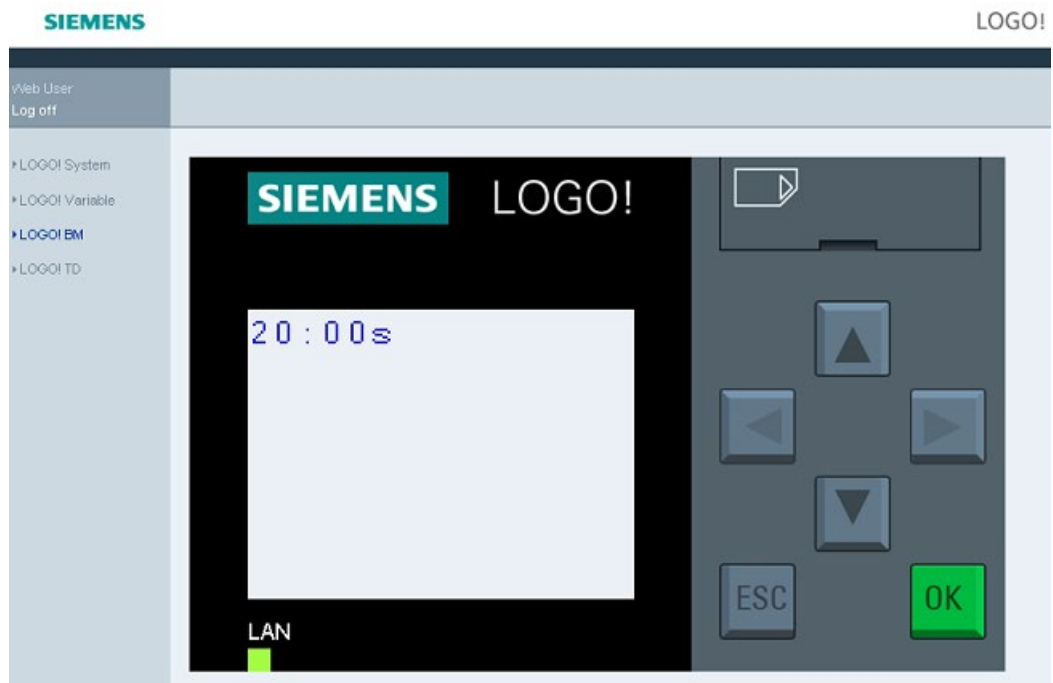 SIEMENS
LOGO!
Web User
Log off
LOGO! System
LOGO! Variable
LOGO! BM
LOGO! TD
SIEMENS LOGO!
20:00s
ESC
OK
LAN